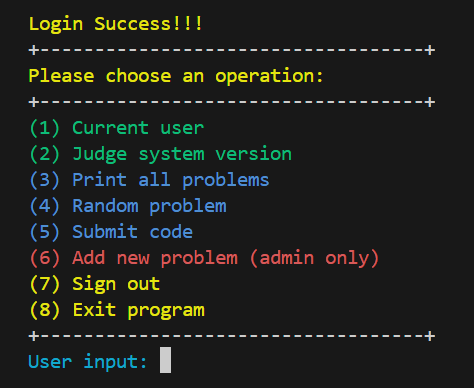 Login Success!!!
+-----------------------------------+
Please choose an operation:
+-----------------------------------+
(1) Current user
(2) Judge system version
(3) Print all problems
(4) Random problem
(5) Submit code
(6) Add new problem (admin only)
(7) Sign out
(8) Exit program
+-----------------------------------+
User input: